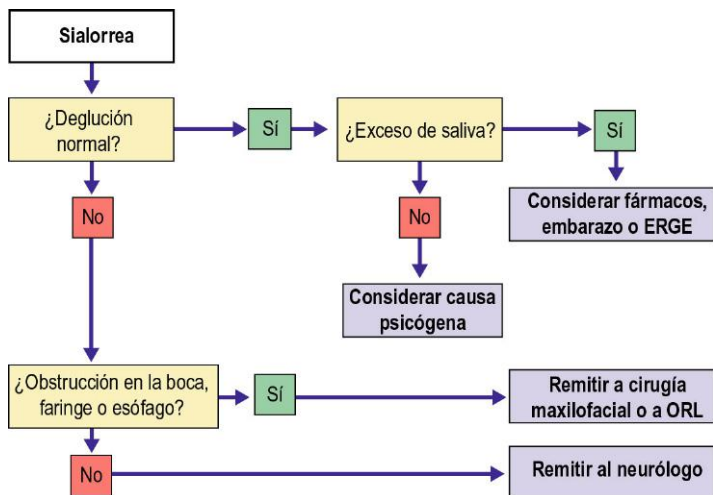 Sialorrea
¿Deglución
normal?
Sí
¿Exceso de saliva?
Sí
No
No
Considerar fármacos,
embarazo o ERGE
Considerar causa
psicógena
¿Obstrucción en la boca,
faringe o esófago?
Sí
Remitir a cirugía
maxilofacial o a ORL
No
Remitir al neurólogo